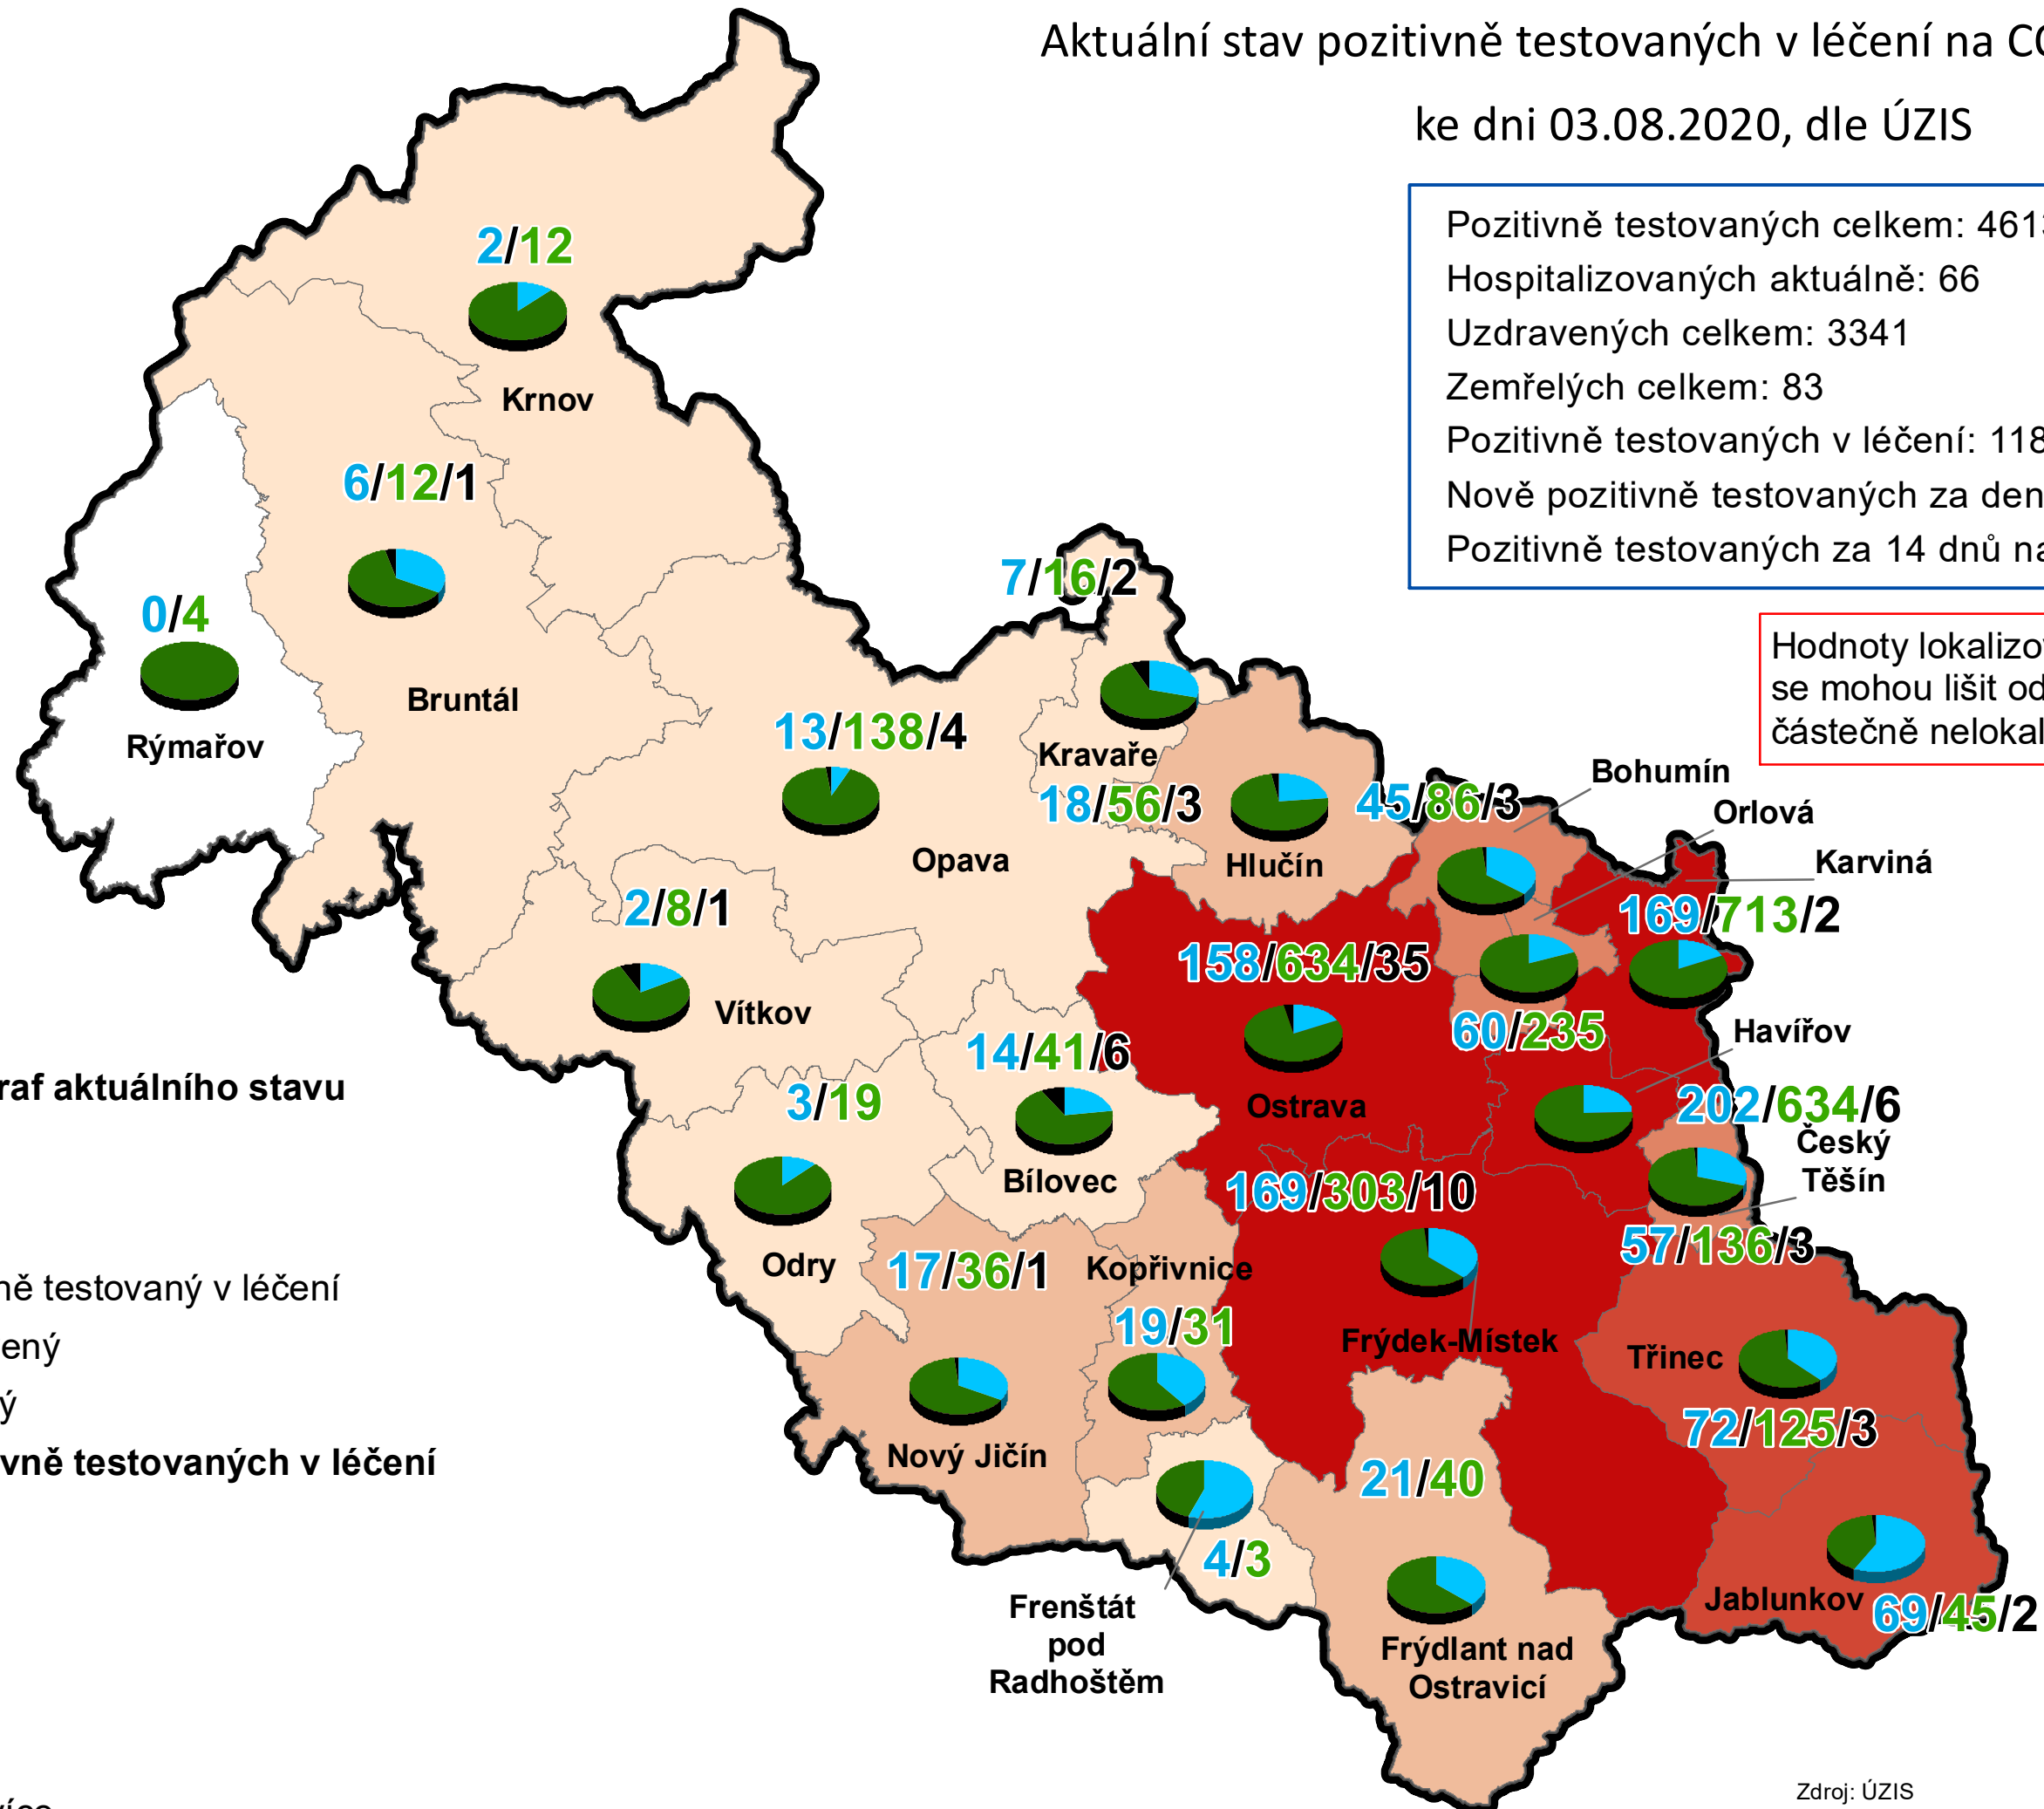 Aktuální stav pozitivně testovaných v léčení na
ke dni 03.08.2020, dle ÚZIS
Pozitivně testovaných celkem: 461
Hospitalizovaných aktuálně: 66
Uzdravených celkem: 3341
Zemřelých celkem: 83
Pozitivně testovaných v léčení: 118
Nově pozitivně testovaných za den
Pozitivně testovaných za 14 dnů
Hodnoty
se mohou lišit
částečně
2/12
Krnov
6/12/1
Bruntál
0/4
Rýmařov
7/16/2
Kravaře
13/138/4
Opava
18/56/3
Hlučín
45/86/3
Bohumín
Orlová
Karviná
169/713/2
2/8/1
Vítkov
158/634/35
Ostrava
60/235
Havířov
202/634/6
14/41/6
Bílovec
3/19
Odry
Český
Těšín
57/136/3
169/303/10
Frýdek-Místek
17/36/1
Nový Jičín
Kopřivnice
19/31
Třinec
72/125/3
21/40
Frýdlant nad
Ostravicí
4/3
Frenštát
pod
Radhoštěm
Jablunkov
69/45/2
raf aktuálního stavu
ně testovaný v léčení
ený
ý
vně testovaných v léčení
Zdroj: ÚZIS